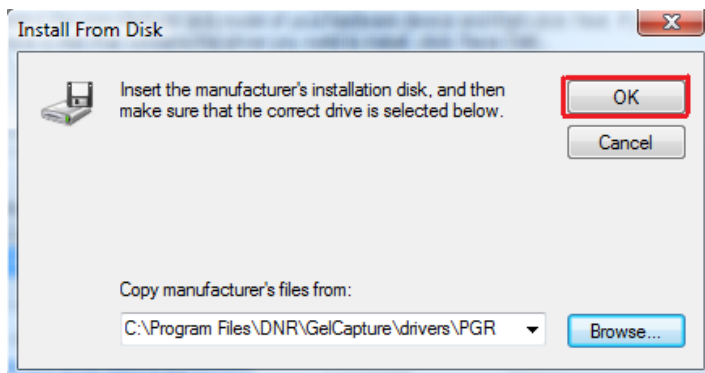 Install From Disk
Insert the manufacturer's installation disk, and then
make sure that the correct drive is selected below.
OK
Cancel
Copy manufacturer's files from:
C:\Program Files\DNR\GelCapture\drivers\PGR
Browse...